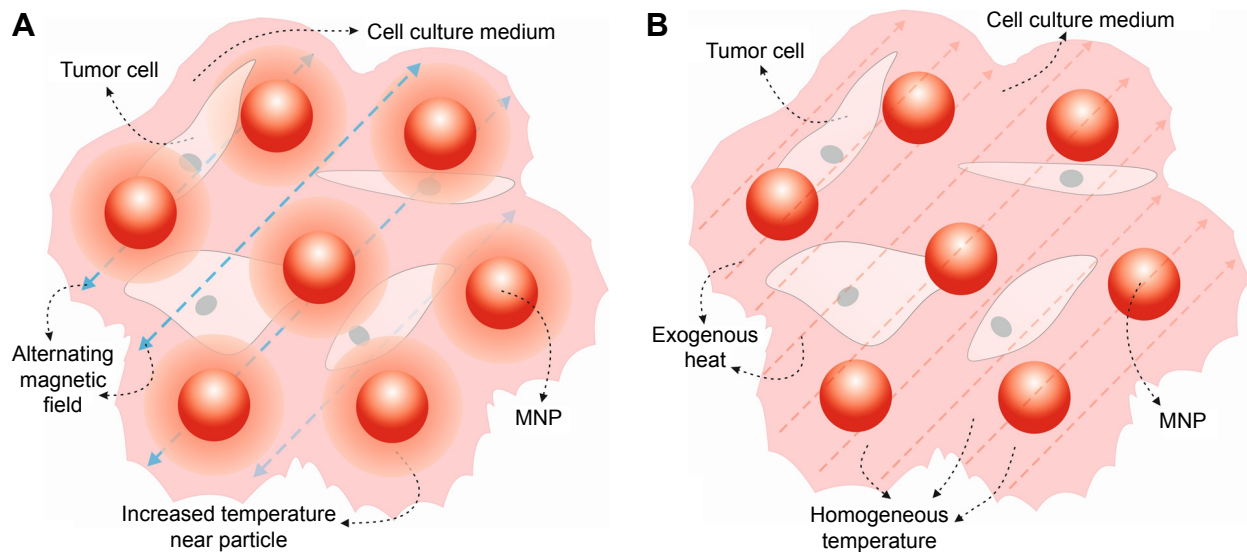 A
Cell culture medium
Tumor cell
Alternating
magnetic
field
MNP
Increased temperature
near particle
B
Cell culture medium
Tumor cell
Exogenous
heat
MNP
Homogeneous
temperature